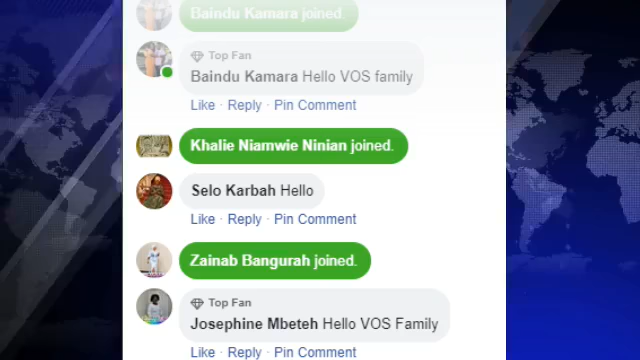 Baindu Kamara joined.
Top Fan
Baindu Kamara Hello VOS family
Like · Reply · Pin Comment
Khalie Niamwie Ninian joined.
Selo Karbah Hello
Like · Reply · Pin Comment
Zainab Bangurah joined.
Top Fan
Josephine Mbeteh Hello VOS Family
Like · Reply · Pin Comment